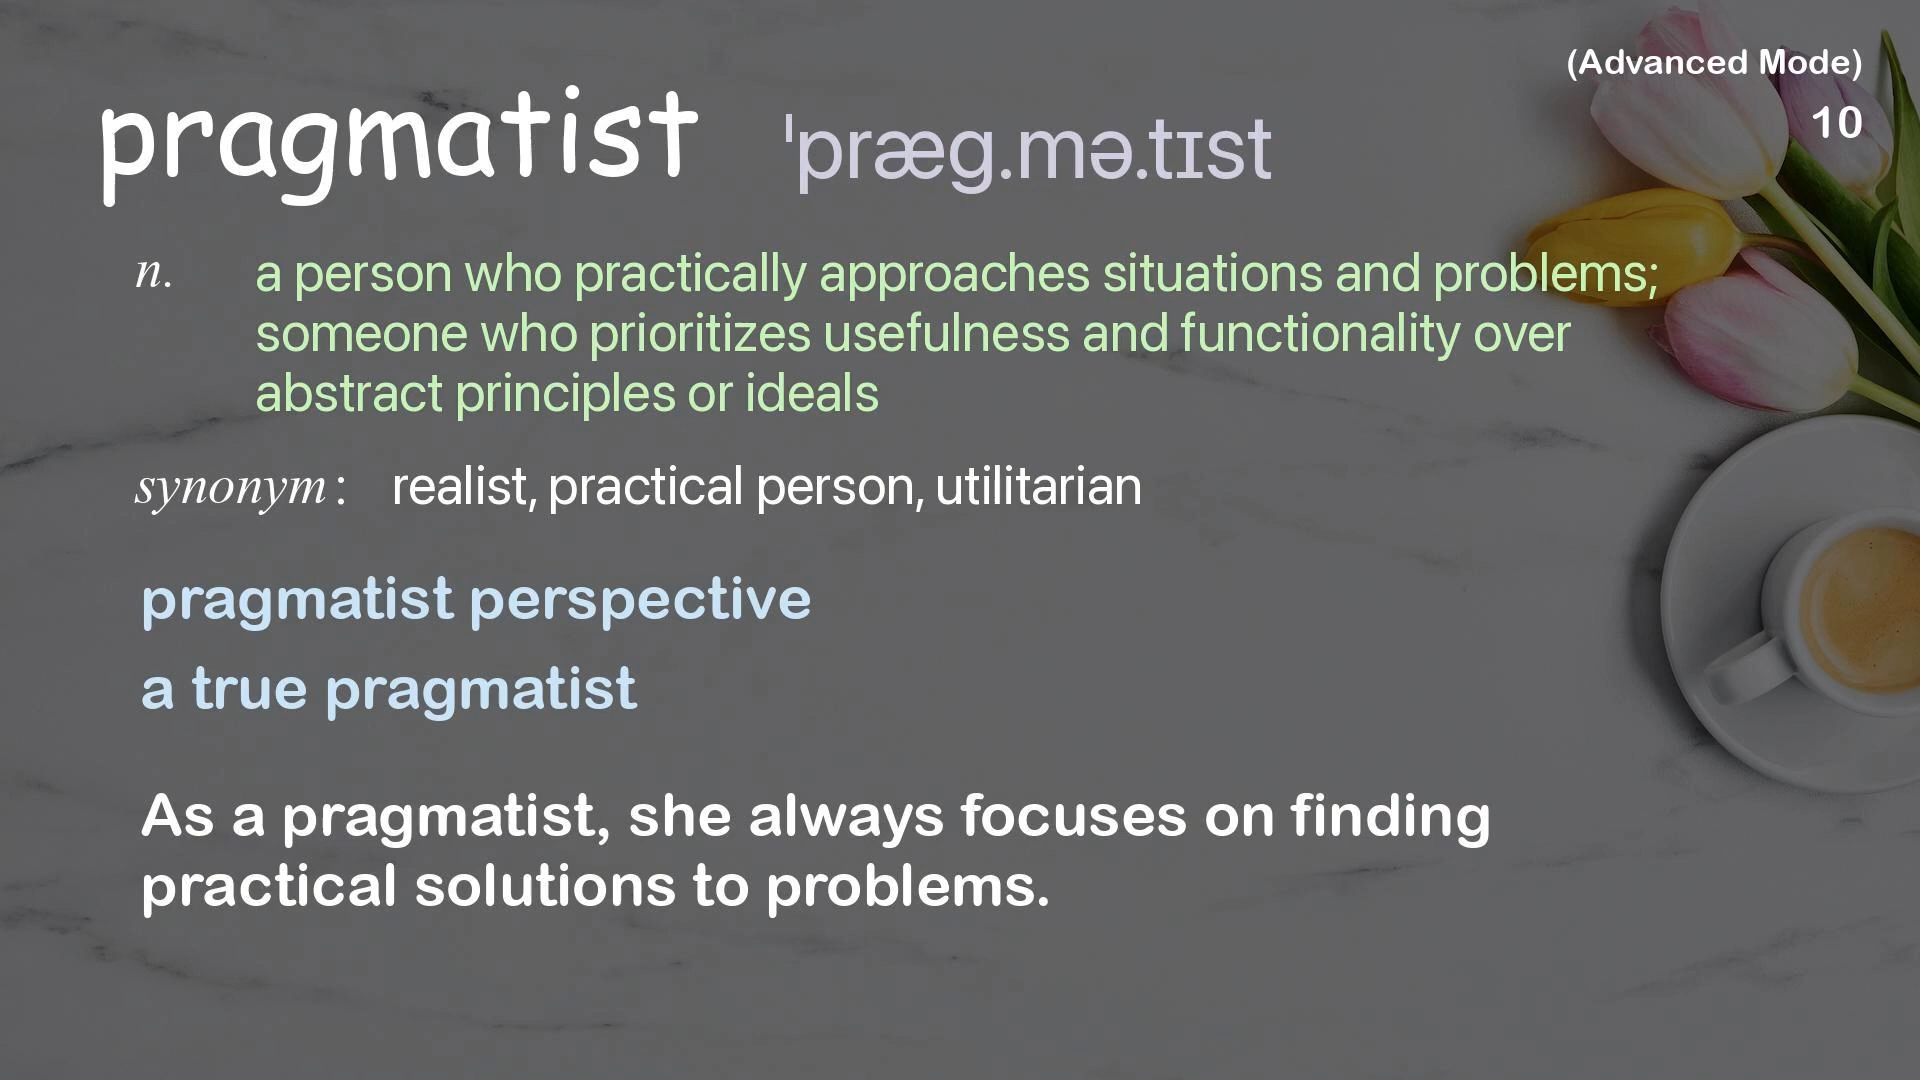 (Advanced Mode)
pragmatist ˈpræg.mə.tɪst
10
n. a person who practically approaches situations and problems;
someone who prioritizes usefulness and functionality over
abstract principles or ideals
synonym: realist, practical person, utilitarian
pragmatist perspective
a true pragmatist
As a pragmatist, she always focuses on finding
practical solutions to problems.